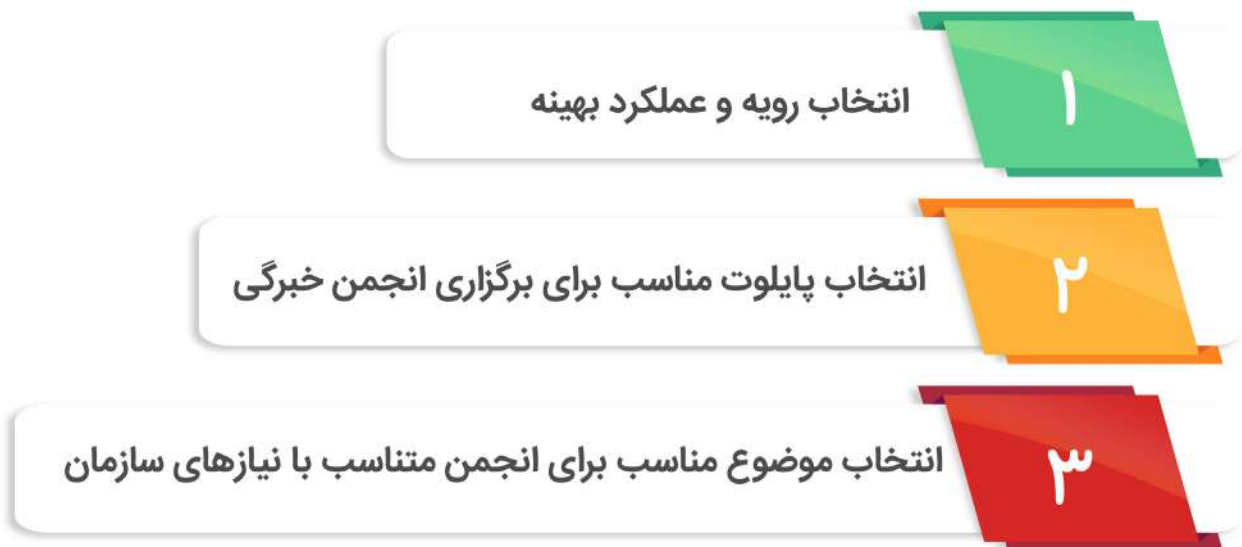 ۱
انتخاب رویه و عملکرد بهینه
۲
انتخاب پایلوت مناسب برای برگزاری انجمن خبرگی
۳
انتخاب موضوع مناسب برای انجمن متناسب با نیازهای سازمان